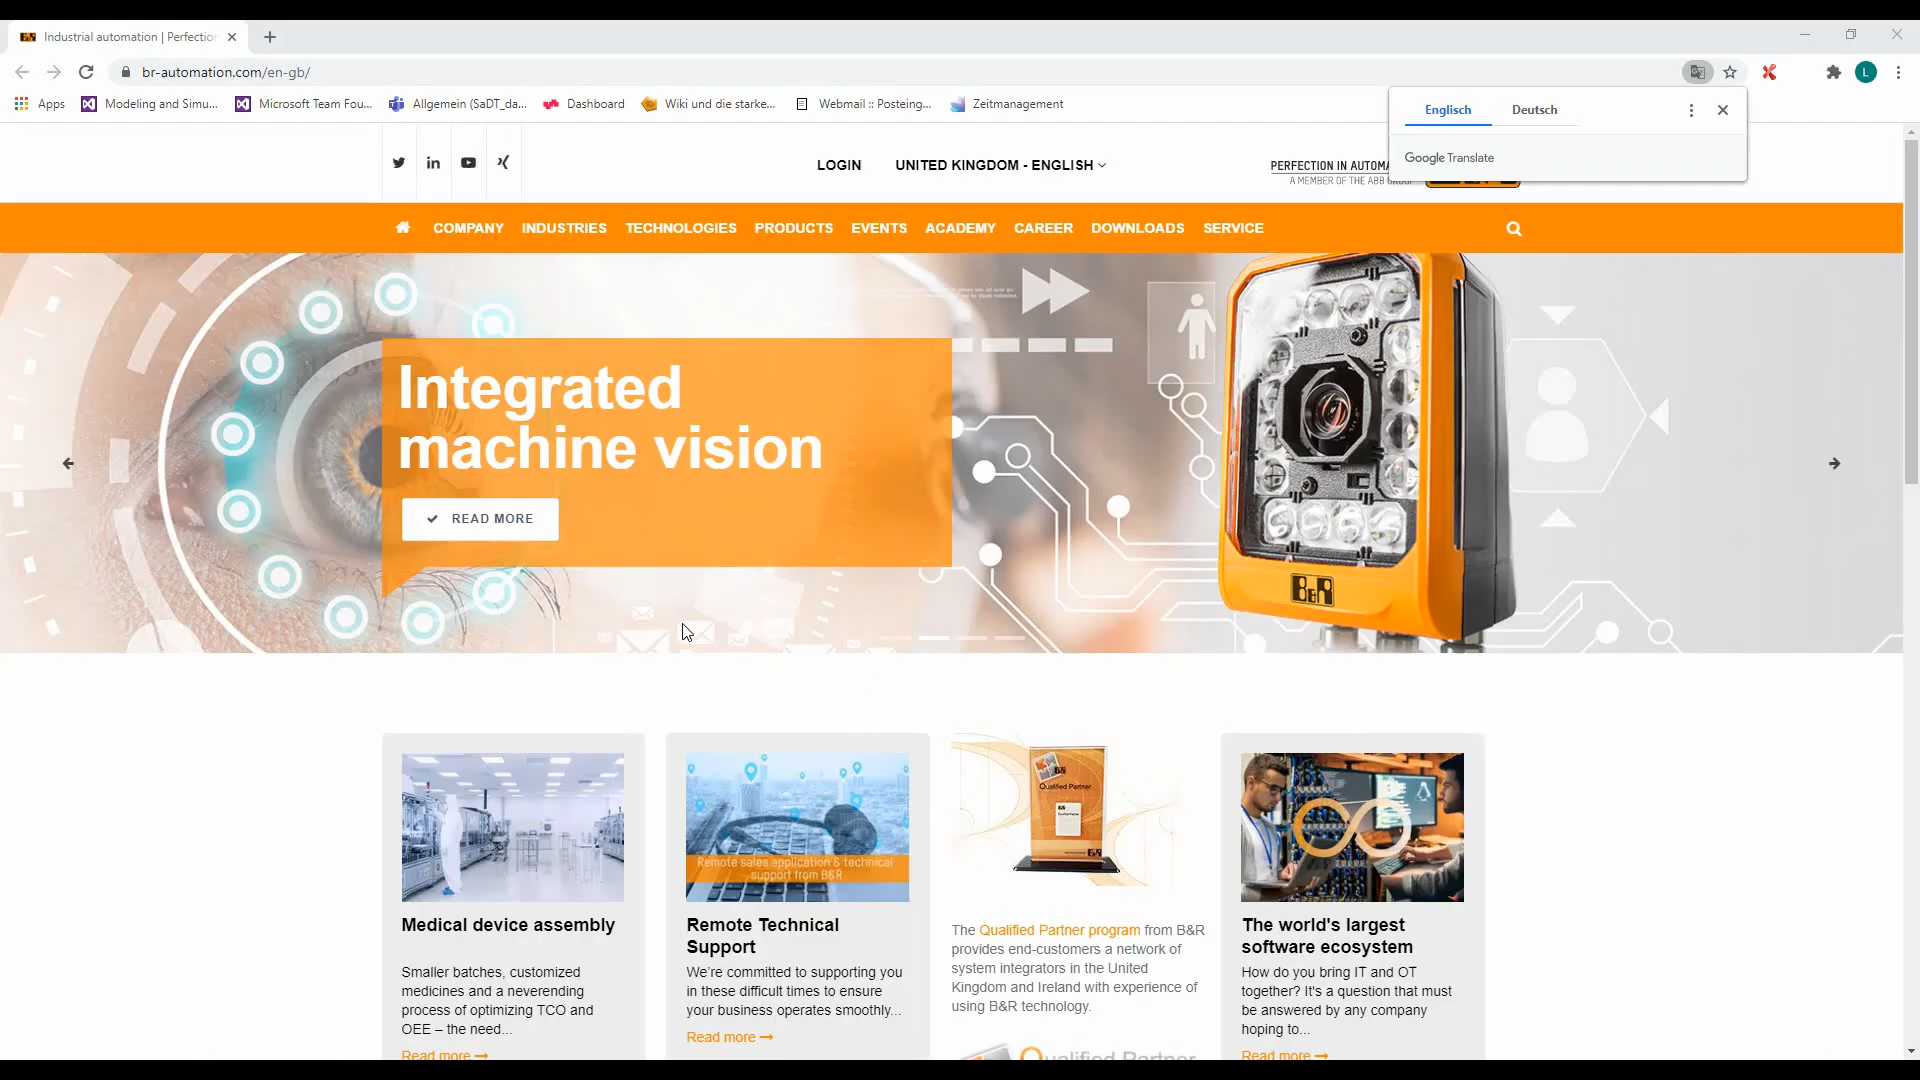 Industrial automation | Perfection
br-automation.com/en-gb/
L
Apps
Modeling and Simu...
Microsoft Team Fou...
Allgemein (SaDT_da...
Dashboard
Wiki und die starke...
Webmail :: Posteing...
Zeitmanagement
Englisch
Deutsch
Google Translate
LOGIN
UNITED KINGDOM - ENGLISH
PERFECTION IN AUTOMA
A MEMBER OF THE ABB GROUP
COMPANY
INDUSTRIES
TECHNOLOGIES
PRODUCTS
EVENTS
ACADEMY
CAREER
DOWNLOADS
SERVICE
Integrated
machine vision
READ MORE
B&R
Remote sales application & technical
support from B&R
Qualified Partner
Medical device assembly
Smaller batches, customized
medicines and a neverending
process of optimizing TCO and
OEE – the need...
Read more
Remote Technical
Support
We're committed to supporting you
in these difficult times to ensure
your business operates smoothly...
Read more
The Qualified Partner program from B&R
provides end-customers a network of
system integrators in the United
Kingdom and Ireland with experience of
using B&R technology.
Qualified Partner
The world's largest
software ecosystem
How do you bring IT and OT
together? It's a question that must
be answered by any company
hoping to...
Read more